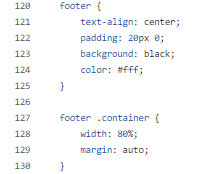 120 footer {
121     text-align: center;
122     padding: 20px 0;
123     background: black;
124     color: #fff;
125 }
126
127 footer .container {
128     width: 80%;
129     margin: auto;
130 }